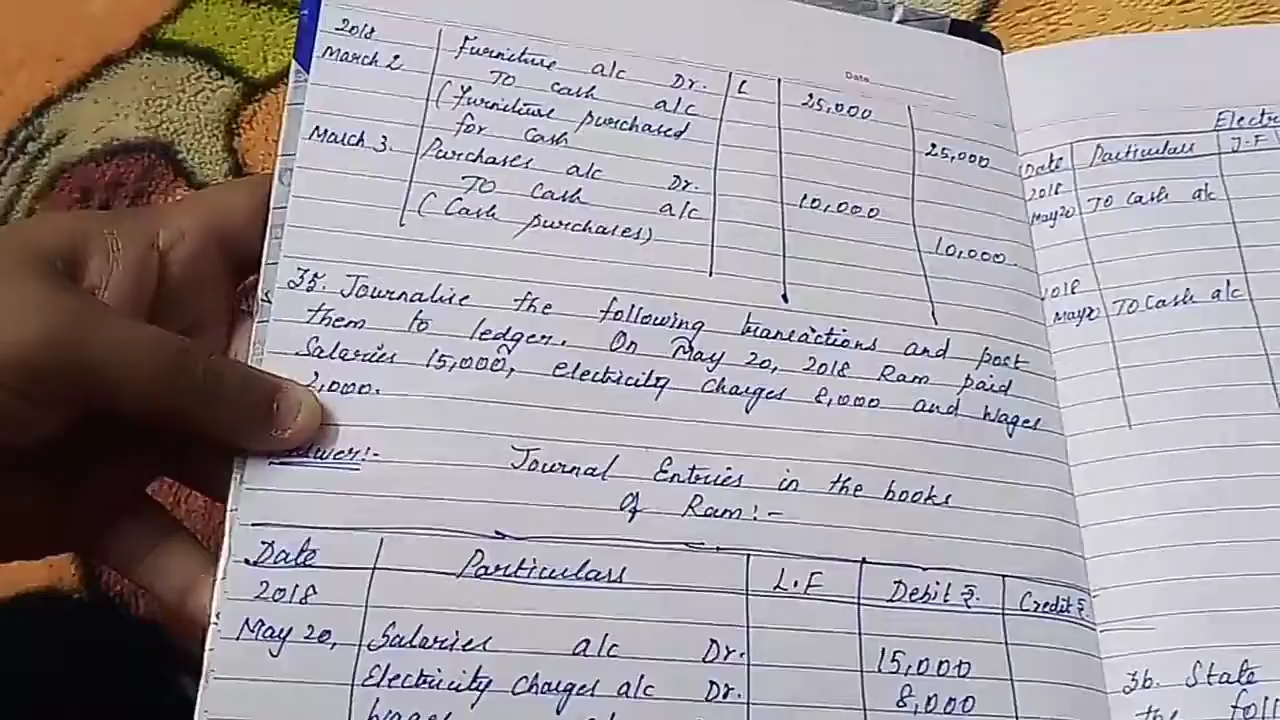 Date
2018
March 2 Furniture a/c Dr. L 25,000
TO cash a/c 25,000
(Furniture purchased
for cash
March 3. Purchases a/c Dr. 10,000
TO Cash a/c 10,000
(Cash purchases)
35. Journalise the following transactions and post
them to ledger. On May 20, 2018 Ram paid
Salaries 15,000, electricity charges 8,000 and wages
2,000.
Journal Entries in the books
Of Ram:-
Date Particulars L.F Debit ₹. Credit ₹.
2018
May 20, Salaries a/c Dr. 15,000
Electricity Charges a/c Dr. 8,000
Date Particulars J.F
2018
May 20 TO Cash a/c
2018
May 20 TO Cash a/c
36. State
the